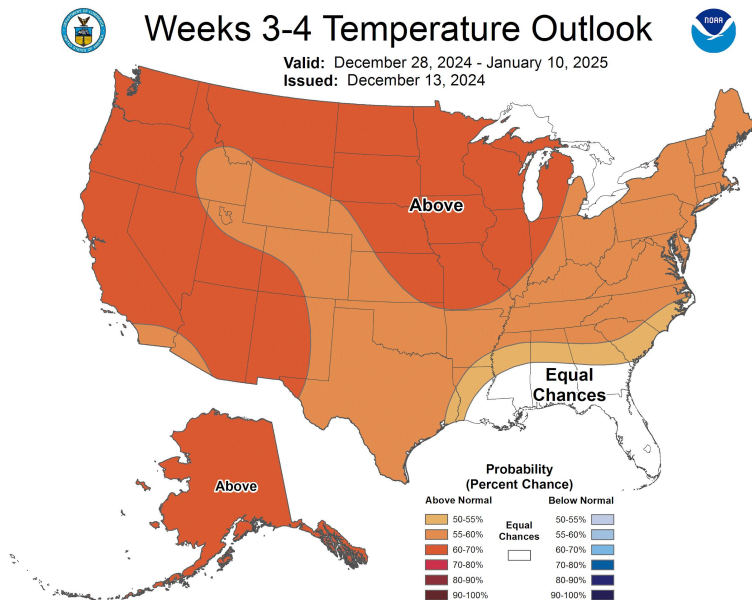 Weeks 3-4 Temperature Outlook
NOAA
Valid: December 28, 2024 - January 10, 2025
Issued: December 13, 2024
Above
Equal
Chances
Above
Probability
(Percent Chance)
Above Normal
Below Normal
50-55%
55-60%
60-70%
70-80%
80-90%
90-100%
Equal
Chances
50-55%
55-60%
60-70%
70-80%
80-90%
90-100%